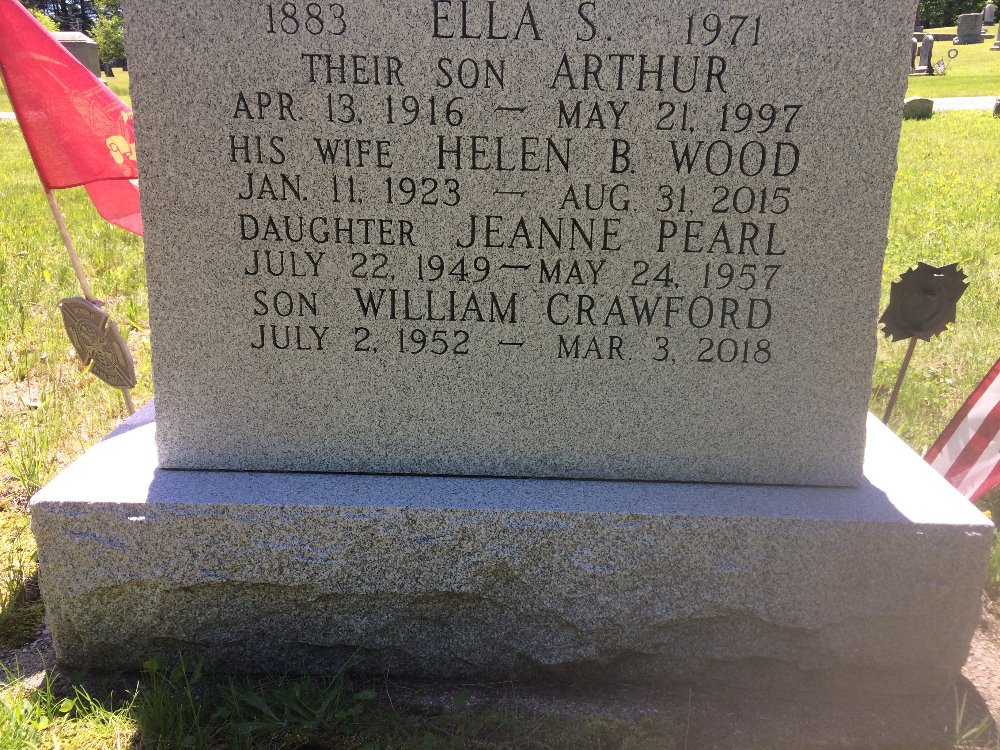 1883 ELLA S. 1971
THEIR SON ARTHUR
APR. 13, 1916 — MAY 21, 1997
HIS WIFE HELEN B. WOOD
JAN. 11, 1923 — AUG. 31, 2015
DAUGHTER JEANNE PEARL
JULY 22, 1949 — MAY 24, 1957
SON WILLIAM CRAWFORD
JULY 2, 1952 — MAR. 3, 2018